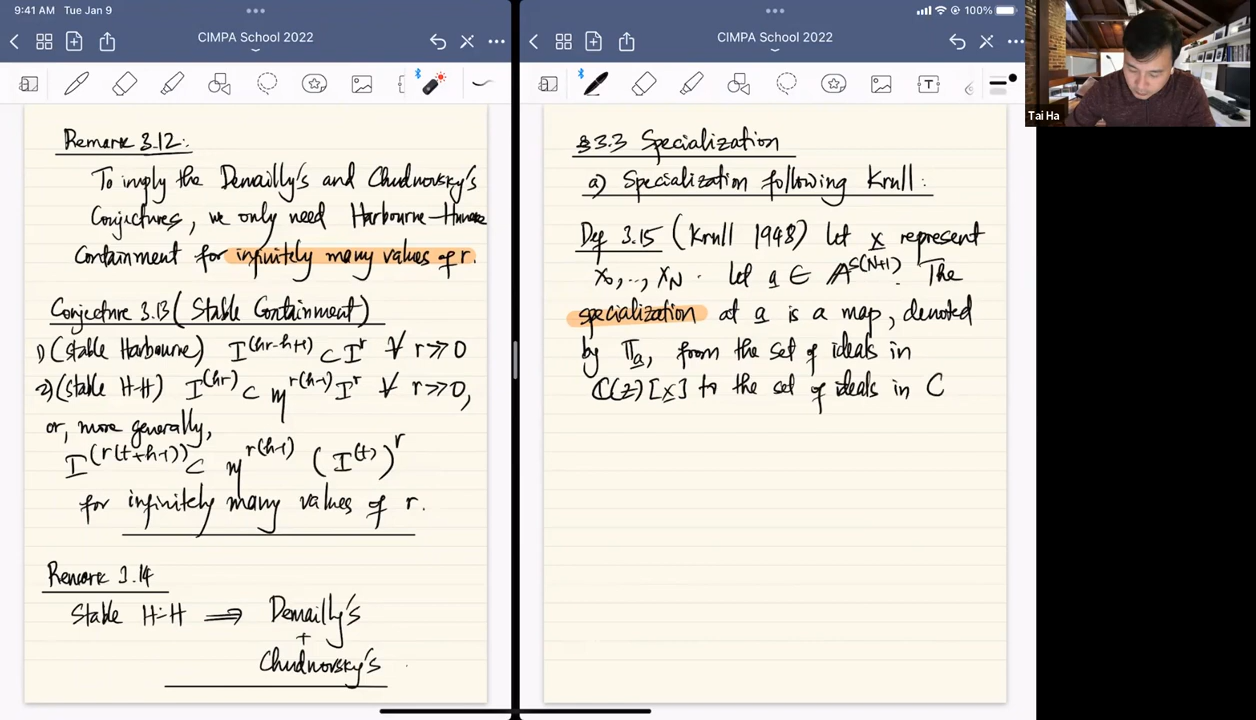 9:41 AM Tue Jan 9
CIMPA School 2022
Remark 3.12:
To imply the Demailly's and Chudnovsky's
Conjectures, we only need Harbourne-Huneke
Containment for infinitely many values of r.
Conjecture 3.13 (Stable Containment)
1) (stable Harbourne) I^(hr-h+1) ⊂ I^r ∀ r≫0
2) (stable H-H) I^(hr) ⊂ m^r(h-1) I^r ∀ r≫0,
or, more generally,
I^(r(t+h-1)) ⊂ m^r(h-1) (I^(t))^r
for infinitely many values of r.
Remark 3.14
Stable H-H ⟹ Demailly's
+
Chudnovsky's
100%
CIMPA School 2022
T
§3.3 Specialization
a) Specialization following Krull:
Def 3.15 (Krull 1948) let x represent
x₀,..,x_N. let a ∈ A^S(N+1). The
specialization at a is a map, denoted
by π_a, from the set of ideals in
C(z)[x] to the set of ideals in C
Tai Ha